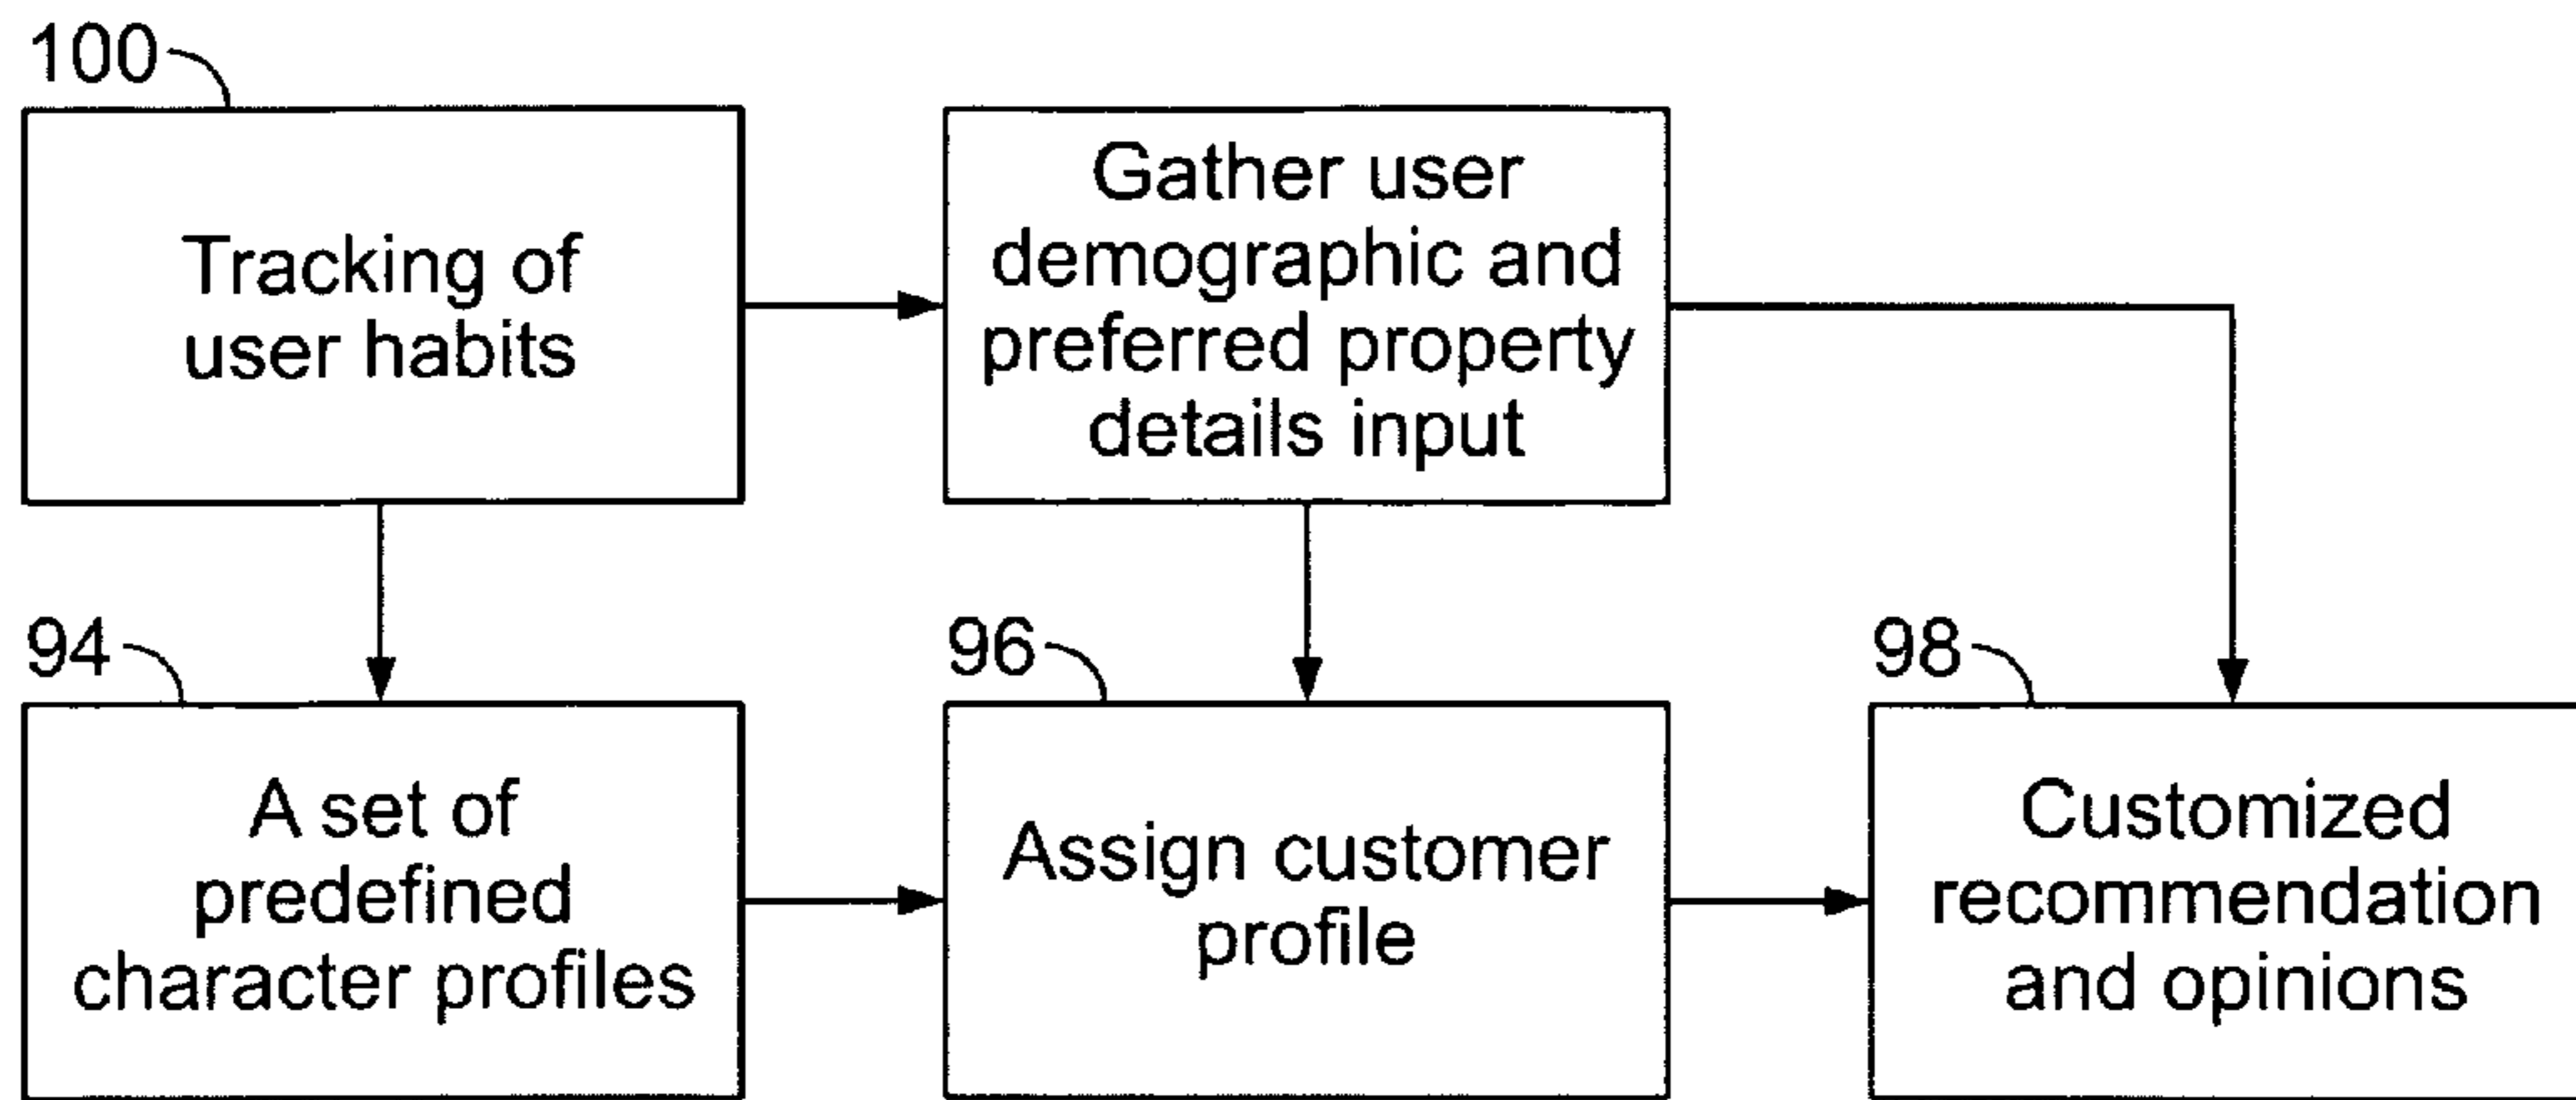 100
Tracking of
user habits
Gather user
demographic and
preferred property
details input
94
A set of
predefined
character profiles
96
Assign customer
profile
98
Customized
recommendation
and opinions